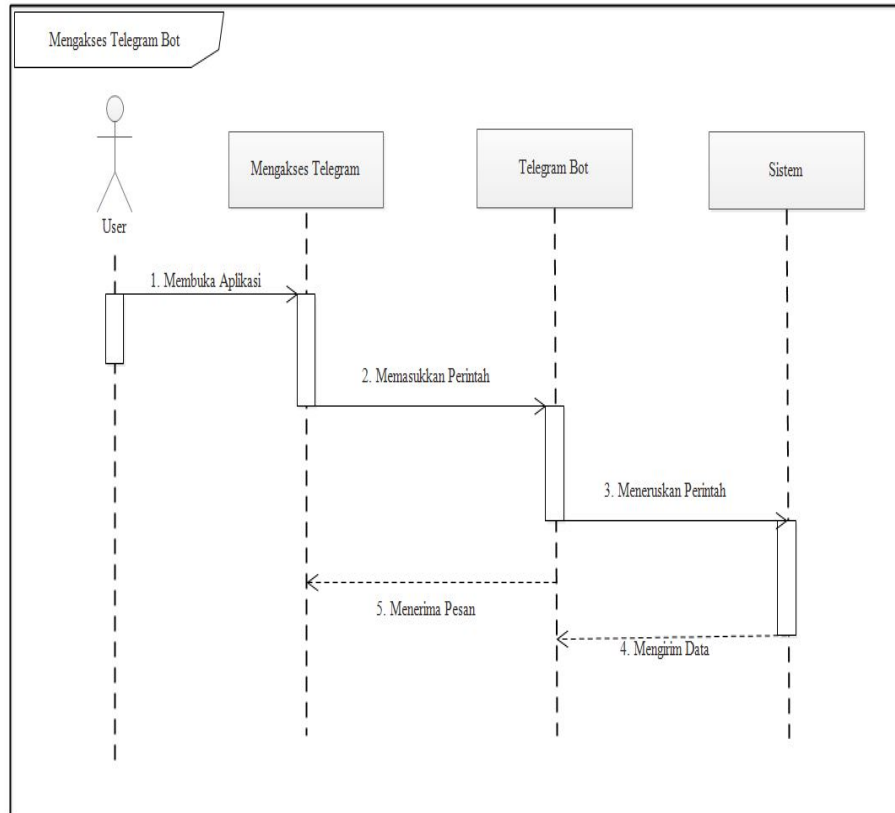 Mengakses Telegram Bot
Mengakses Telegram
Telegram Bot
Sistem
User
1. Membuka Aplikasi
2. Memasukkan Perintah
3. Meneruskan Perintah
5. Menerima Pesan
4. Mengirim Data